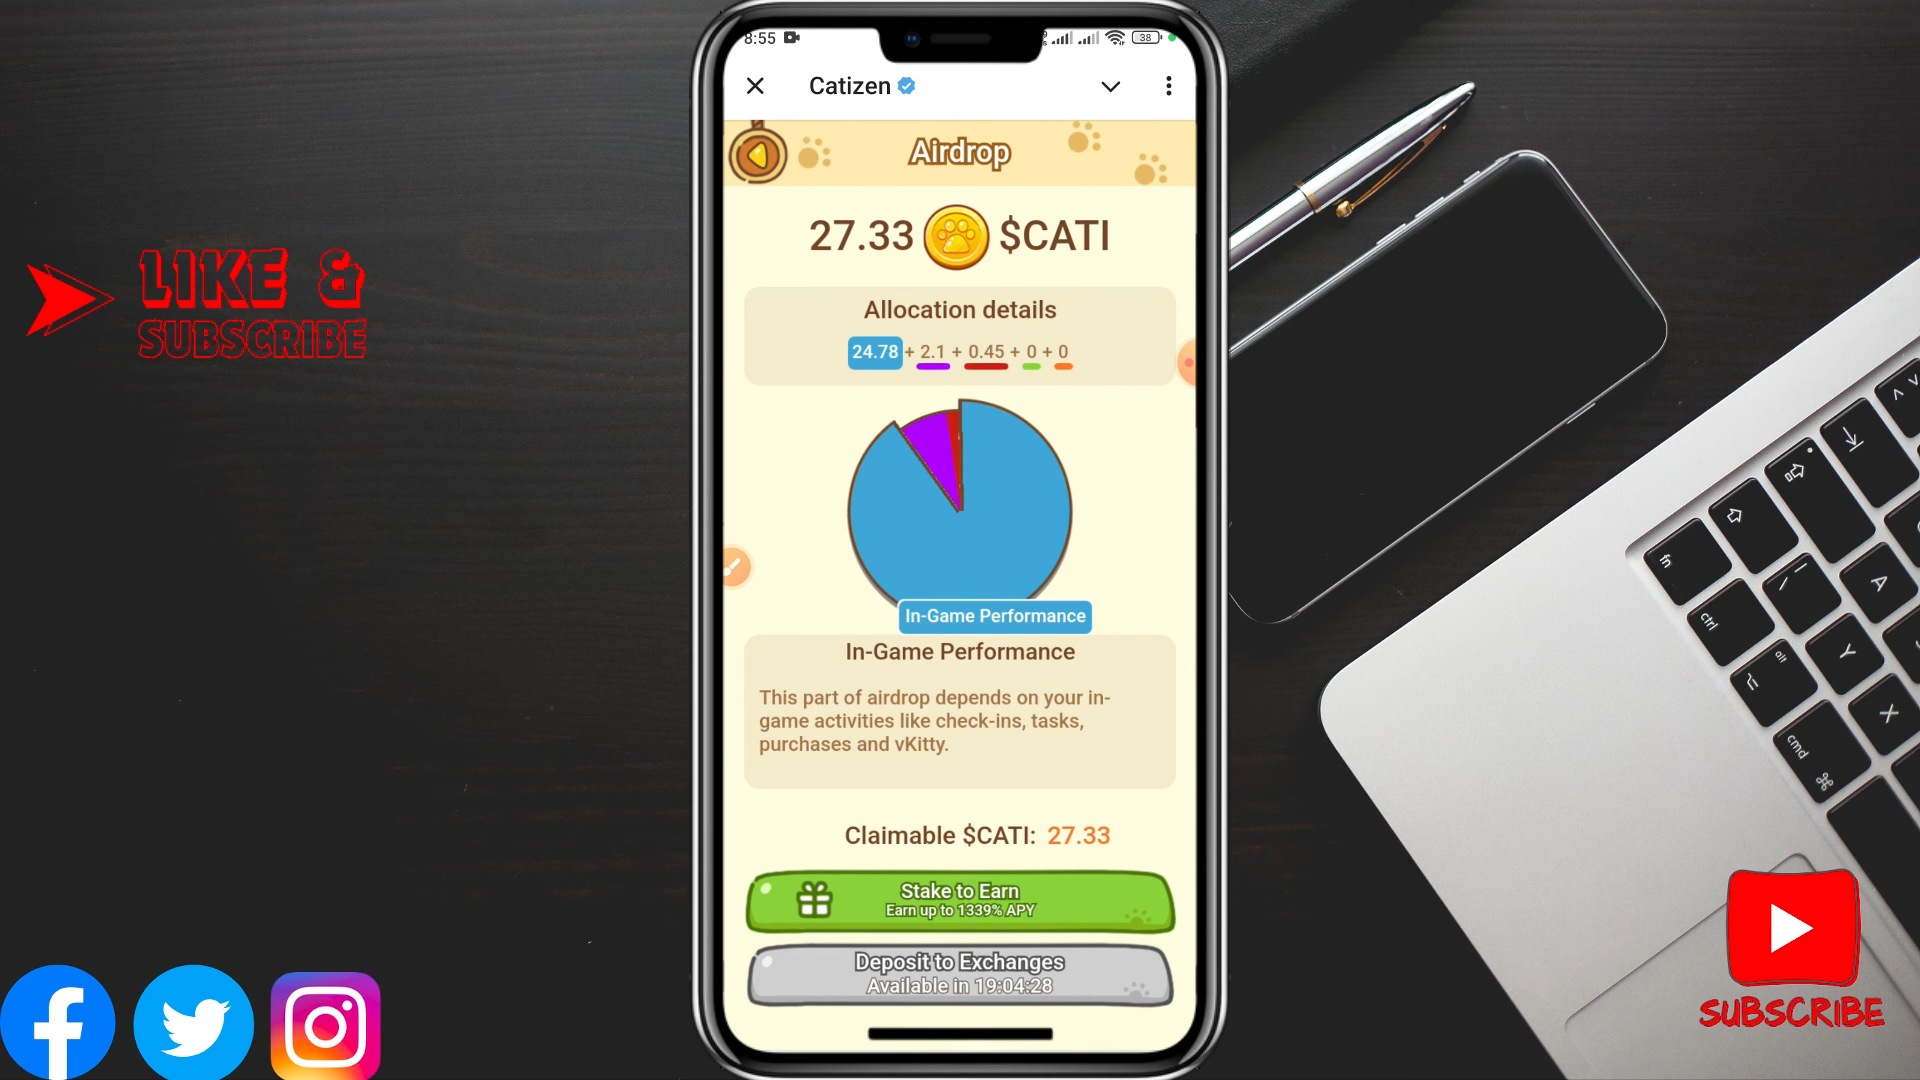 8:55
38
Catizen
Airdrop
27.33 $CATI
Allocation details
24.78 + 2.1 + 0.45 + 0 + 0
In-Game Performance
In-Game Performance
This part of airdrop depends on your in-
game activities like check-ins, tasks,
purchases and vKitty.
Claimable $CATI: 27.33
Stake to Earn
Earn up to 1339% APY
Deposit to Exchanges
Available in 19:04:28
LIKE &
SUBSCRIBE
SUBSCRIBE
fn
ctrl
alt
cmd
A
Y
X